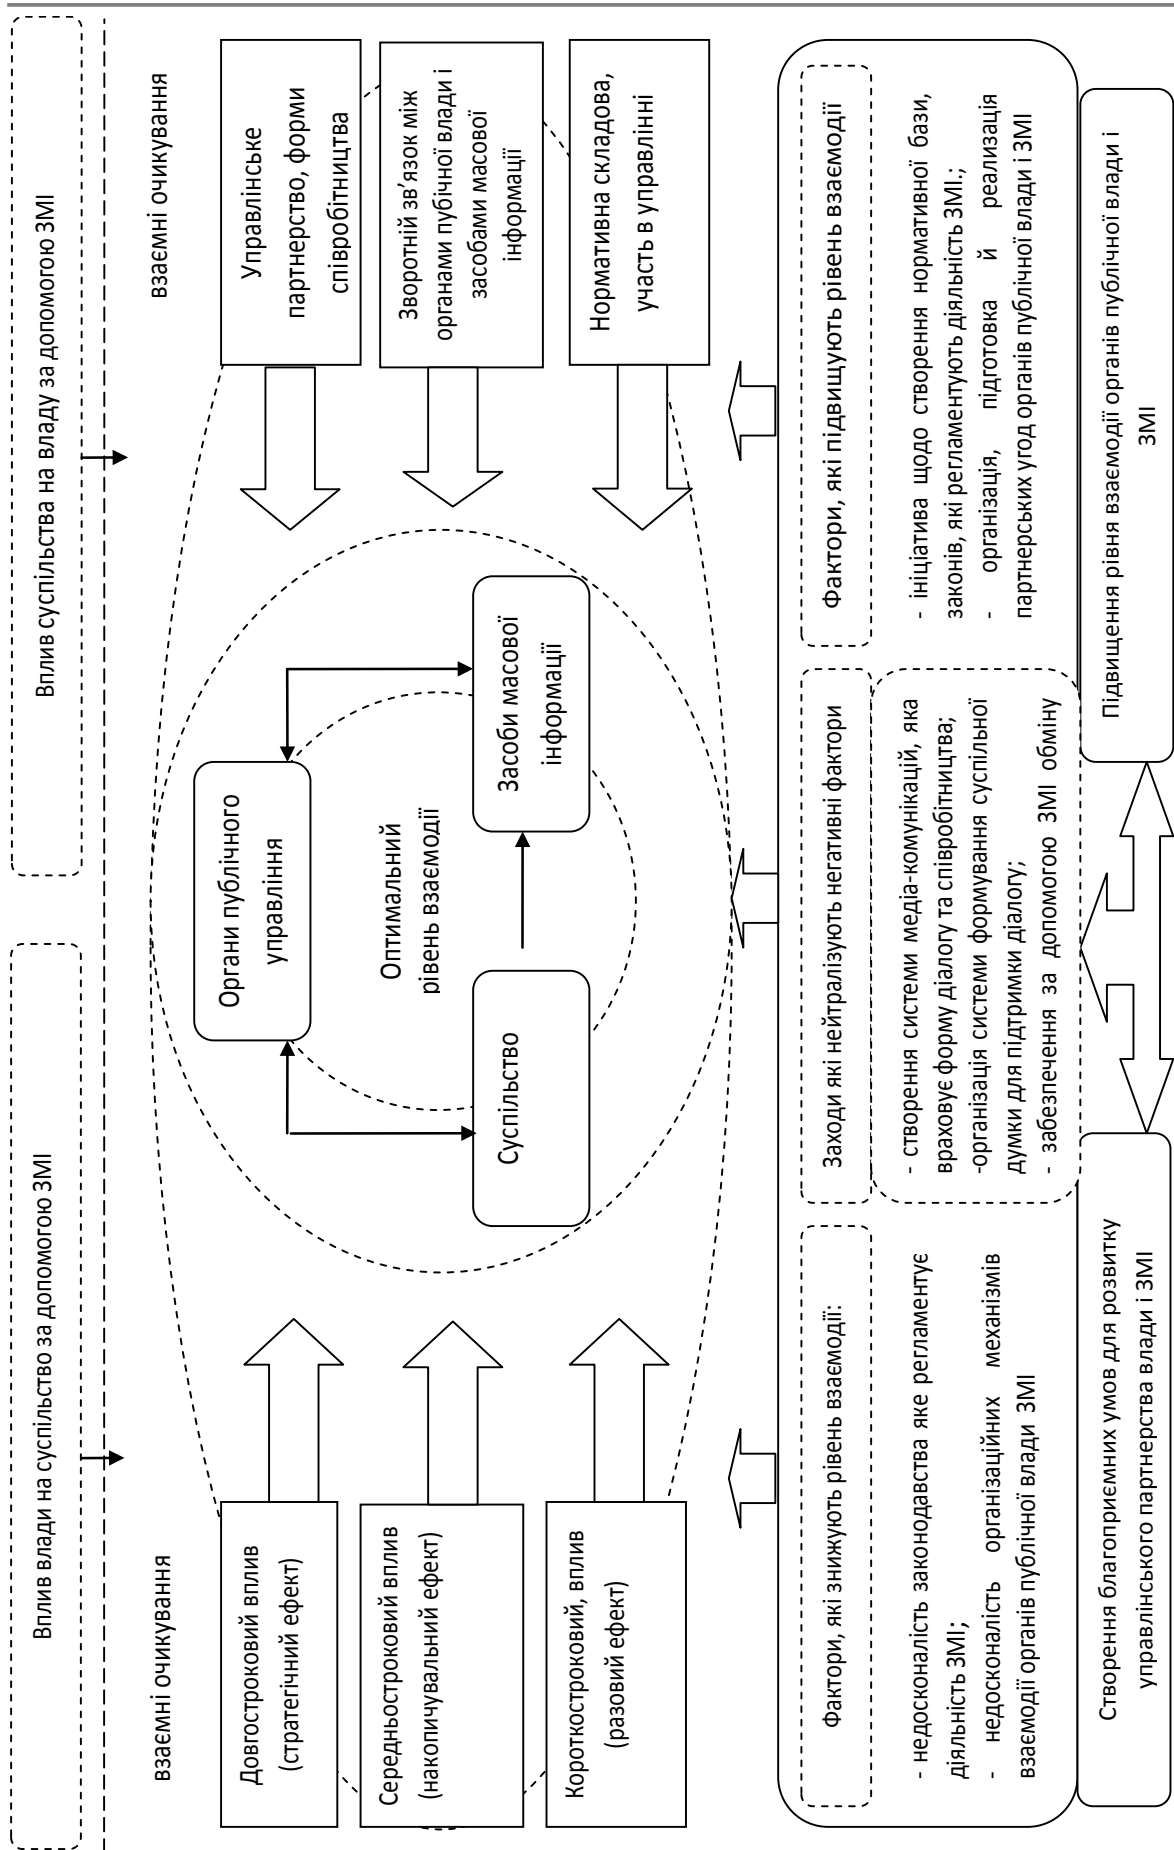 Вплив влади на суспільство за допомогою ЗМІ
Вплив суспільства на владу за допомогою ЗМІ
взаємні очикування
взаємні очикування
Довгостроковий вплив
(стратегічний ефект)
Середньостроковий вплив
(накопичувальний ефект)
Короткостроковий, вплив
(разовий ефект)
Органи публічного
управління
Оптимальний
рівень взаємодії
Суспільство
Засоби масової
інформації
Управлінське
партнерство, форми
співробітництва
Зворотній зв’язок між
органами пубічної влади і
засобами масової
інформації
Нормативна складова,
участь в управлінні
Фактори, які знижують рівень взаємодії:
- недосконалість законодавства яке регламентує
діяльність ЗМІ;
- недосконалість організаційних механізмів
взаємодії органів публічної влади ЗМІ
Заходи які нейтралізують негативні фактори
- створення системи медіа-комунікацій, яка
враховує форму діалогу та співробітництва;
-організація системи формування суспільної
думки для підтримки діалогу;
- забезпечення за допомогою ЗМІ обміну
Фактори, які підвищують рівень взаємодії
- ініціатива щодо створення нормативної бази,
законів, які регламентують діяльність ЗМІ.;
- організація, підготовка й реализація
партнерських угод органів публічної влади і ЗМІ
Створення благоприємних умов для розвитку
управлінського партнерства влади і ЗМІ
Підвищення рівня взаємодії органів публічної влади і
ЗМІ